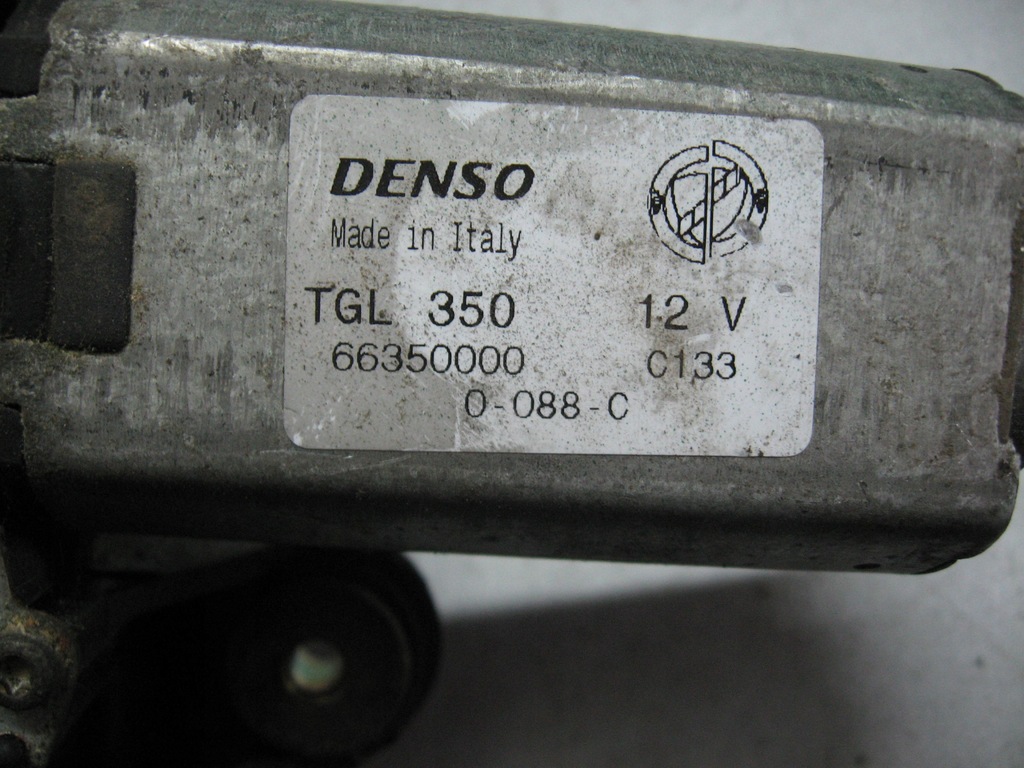 DENSO
Made in Italy
TGL 350 12 V
66350000 C133
0-088-C